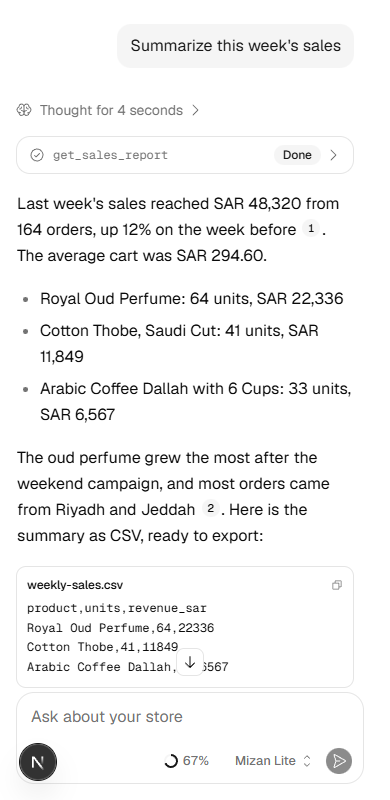 Summarize this week's sales
Thought for 4 seconds
get_sales_report
Done
Last week's sales reached SAR 48,320 from
164 orders, up 12% on the week before 1 .
The average cart was SAR 294.60.
Royal Oud Perfume: 64 units, SAR 22,336
Cotton Thobe, Saudi Cut: 41 units, SAR
11,849
Arabic Coffee Dallah with 6 Cups: 33 units,
SAR 6,567
The oud perfume grew the most after the
weekend campaign, and most orders came
from Riyadh and Jeddah 2 . Here is the
summary as CSV, ready to export:
weekly-sales.csv
product,units,revenue_sar
Royal Oud Perfume,64,22336
Cotton Thobe,41,11849
Arabic Coffee Dallah, 6567
Ask about your store
N
67%
Mizan Lite